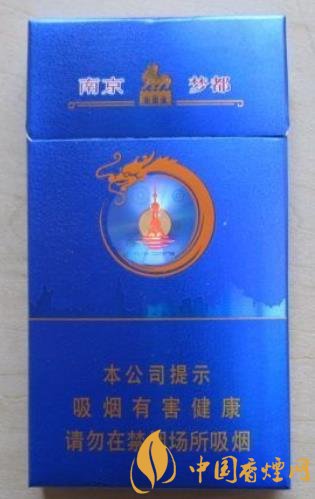 南京 梦都
本公司提示
吸烟有害健康
请勿在禁烟场所吸烟
中国香烟网